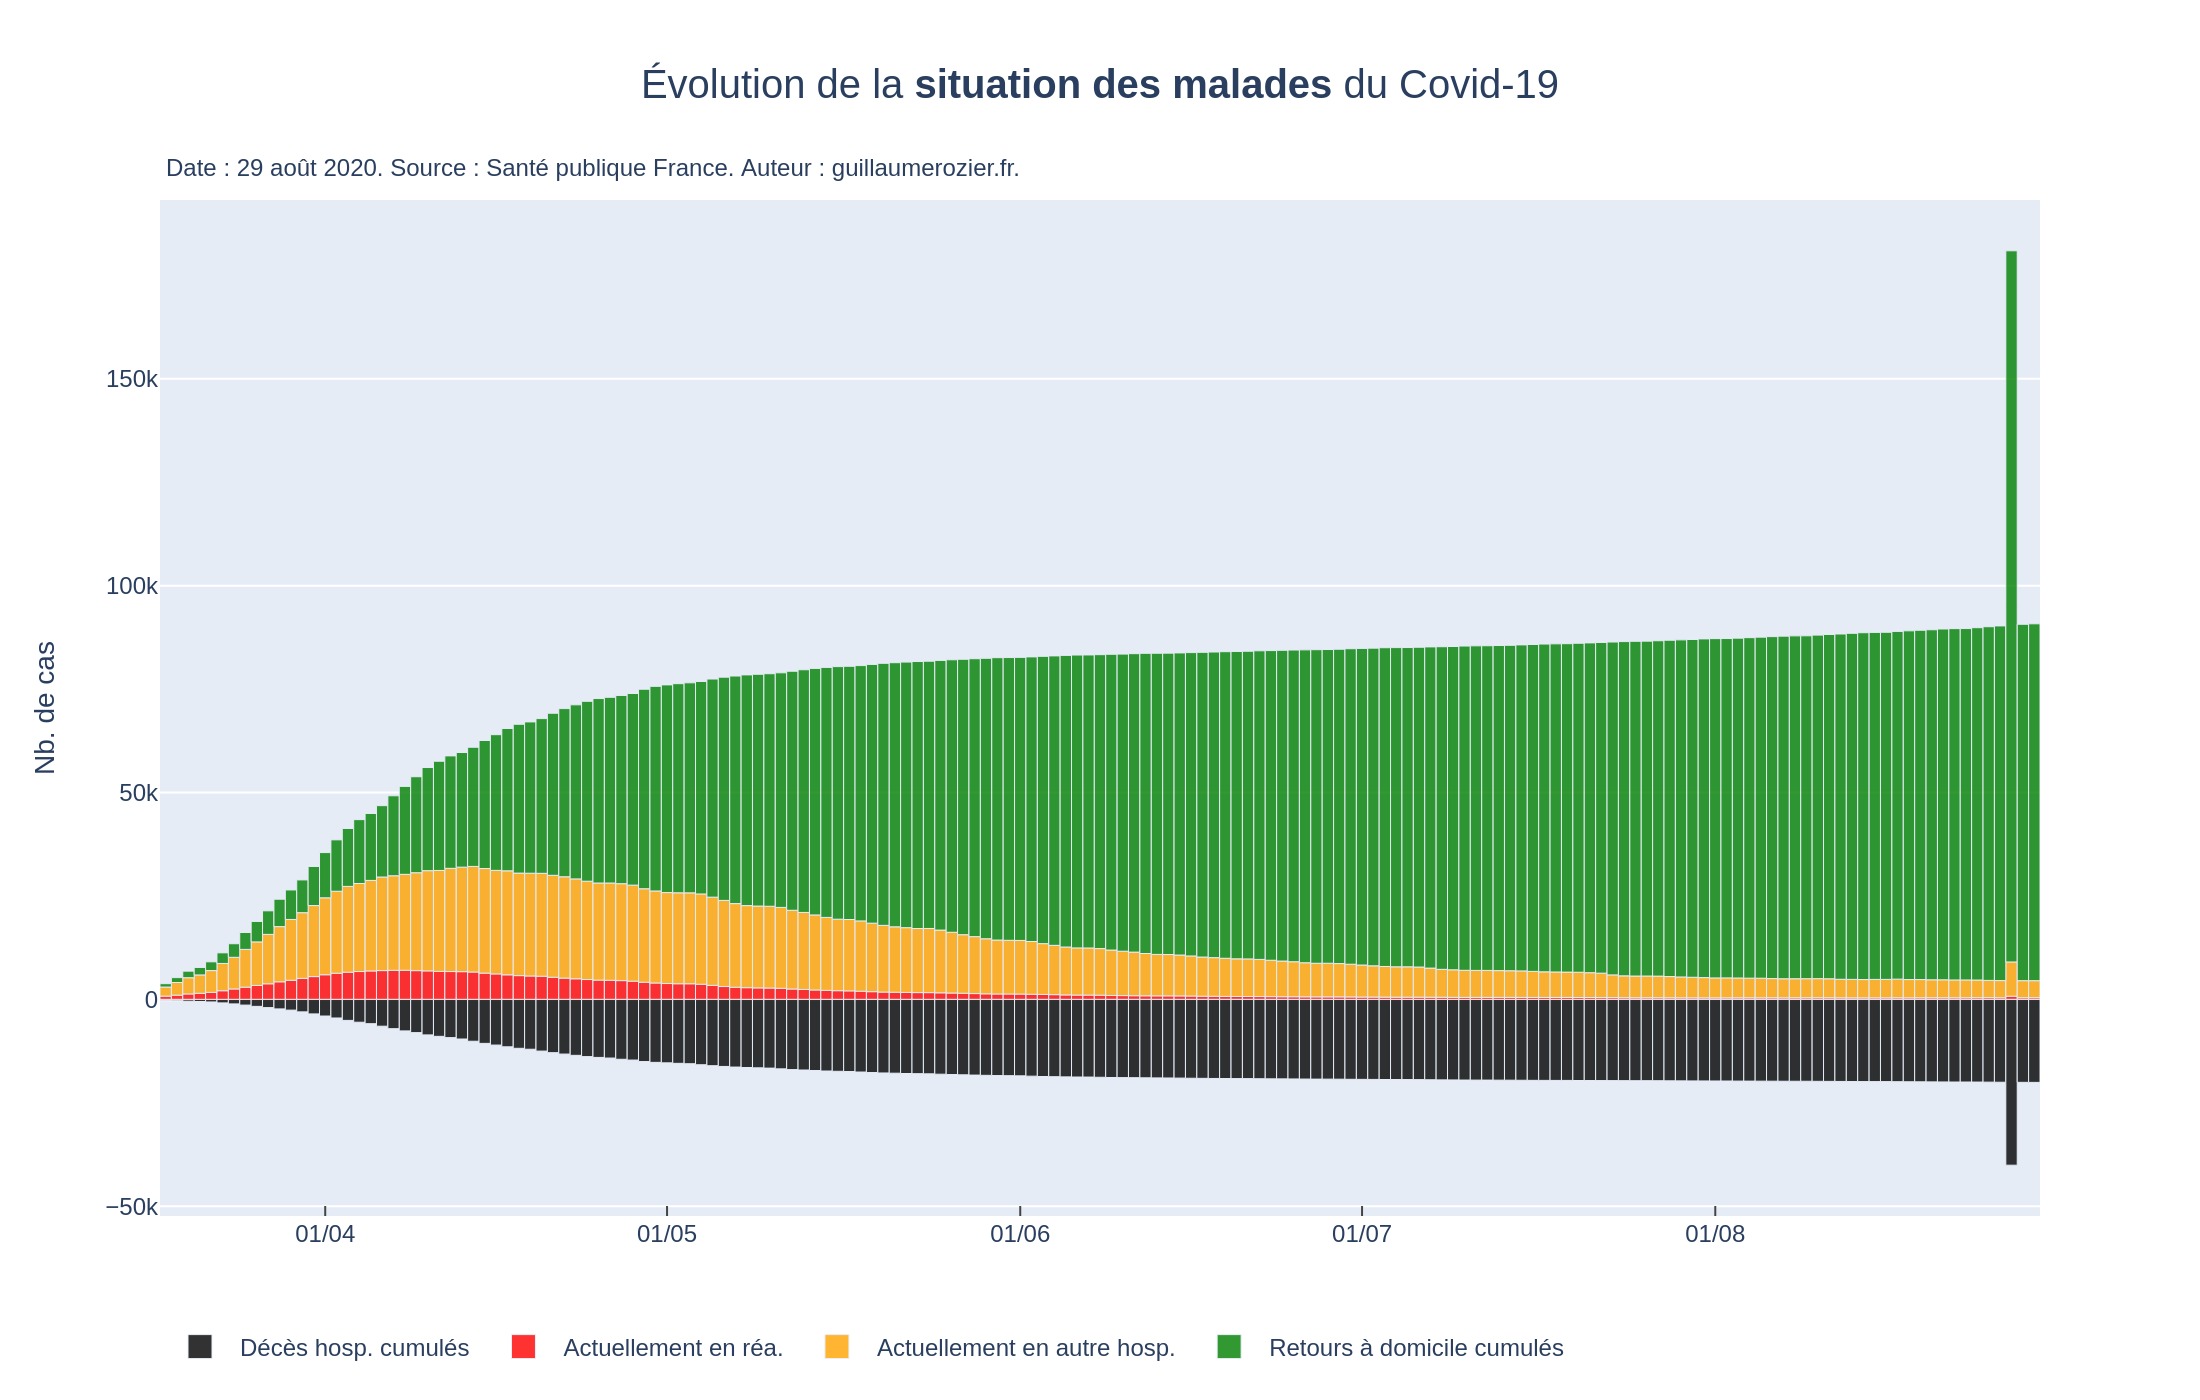 Évolution de la situation des malades du Covid-19
Date : 29 août 2020. Source : Santé publique France. Auteur : guillaumerozier.fr.
Nb. de cas
150k
100k
50k
0
−50k
01/04
01/05
01/06
01/07
01/08
Décès hosp. cumulés
Actuellement en réa.
Actuellement en autre hosp.
Retours à domicile cumulés